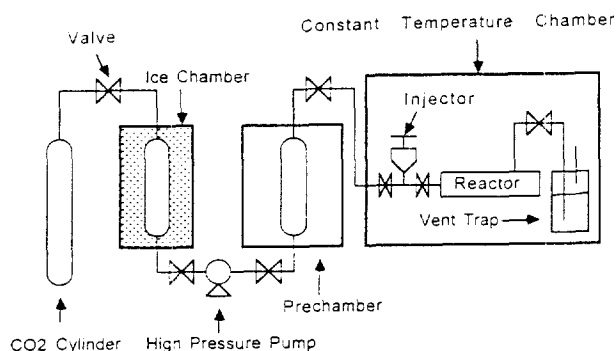 Constant Temperature Chamber
Valve
Ice Chamber
Injector
Reactor
Vent Trap
Prechamber
CO2 Cylinder
High Pressure Pump